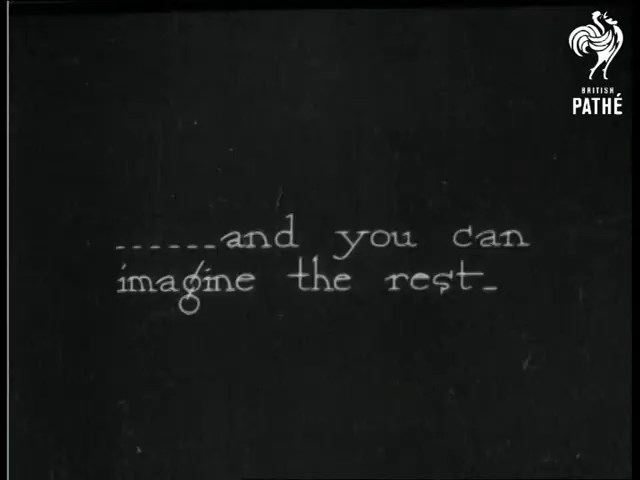 BRITISH
PATHÉ
......and you can
imagine the rest.